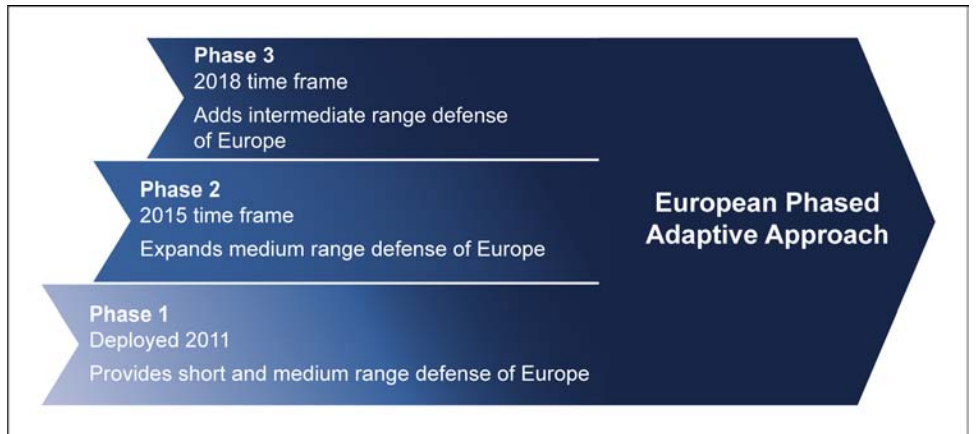 Phase 3
2018 time frame
Adds intermediate range defense
of Europe
Phase 2
2015 time frame
Expands medium range defense of Europe
Phase 1
Deployed 2011
Provides short and medium range defense of Europe
European Phased
Adaptive Approach